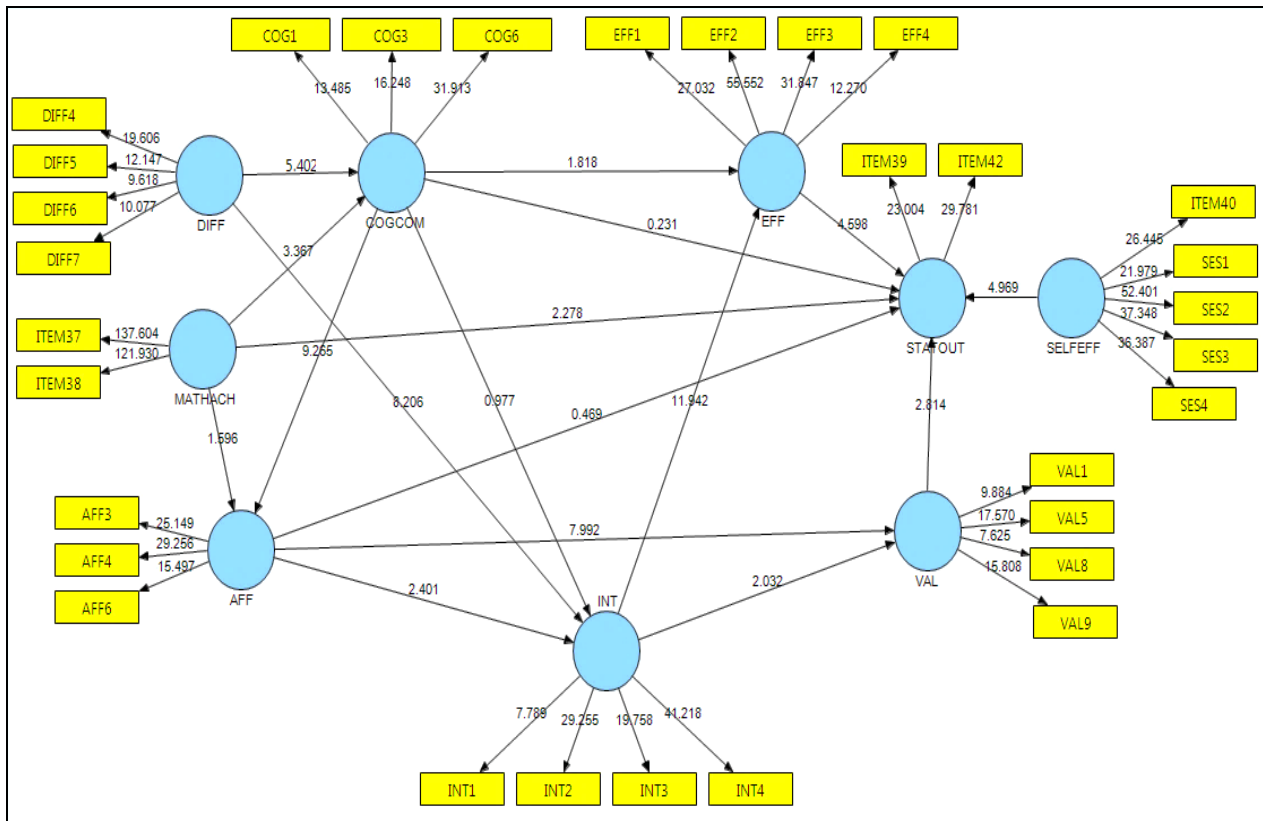 COG1
COG3
COG6
EFF1
EFF2
EFF3
EFF4
13.485
16.248
31.913
27.032
55.552
31.847
12.270
DIFF4
DIFF5
DIFF6
DIFF7
19.606
12.147
9.618
10.077
DIFF
5.402
COGCOM
1.818
EFF
ITEM39
ITEM42
23.004
29.781
4.598
0.231
3.367
ITEM40
SES1
SES2
SES3
SES4
26.445
21.979
52.401
37.348
36.387
4.969
STATOUT
SELFEFF
ITEM37
ITEM38
137.604
121.930
MATHACH
2.278
9.265
8.206
0.977
0.469
11.942
2.814
1.596
AFF3
AFF4
AFF6
25.149
29.256
15.497
AFF
7.992
2.401
INT
2.032
VAL
VAL1
VAL5
VAL8
VAL9
9.884
17.570
7.625
15.808
7.789
29.255
19.758
41.218
INT1
INT2
INT3
INT4